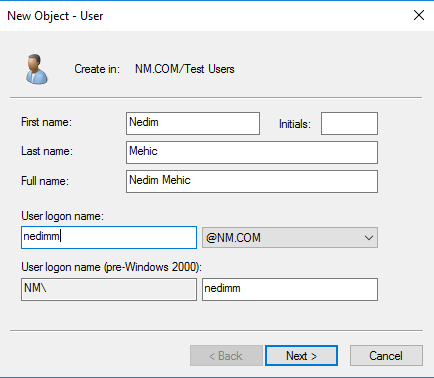 New Object - User
Create in: NM.COM/Test Users
First name: Nedim Initials:
Last name: Mehic
Full name: Nedim Mehic
User logon name:
nedimm @NM.COM
User logon name (pre-Windows 2000):
NM\ nedimm
< Back Next > Cancel